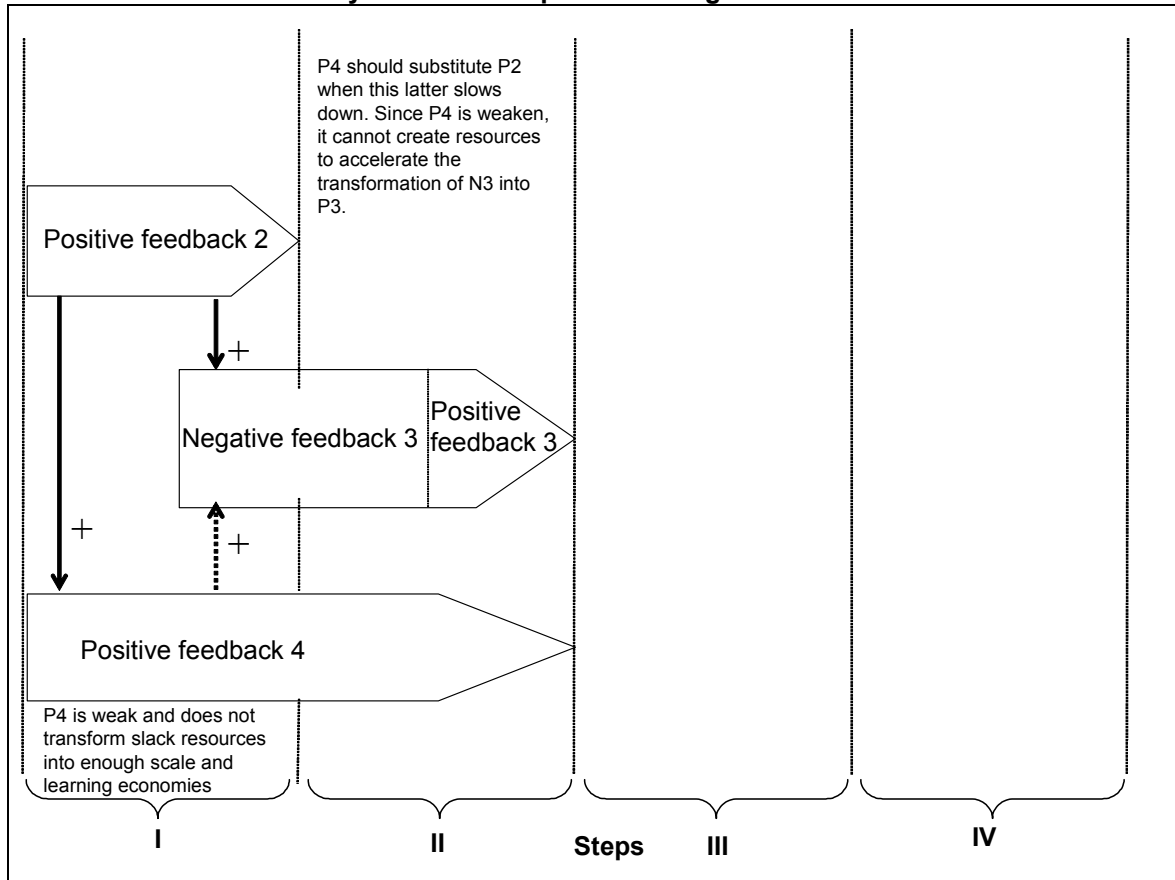 P4 should substitute P2
when this latter slows
down. Since P4 is weaken,
it cannot create resources
to accelerate the
transformation of N3 into
P3.
Positive feedback 2
+
Negative feedback 3
Positive
feedback 3
+
+
Positive feedback 4
P4 is weak and does not
transform slack resources
into enough scale and
learning economies
I
II
Steps
III
IV